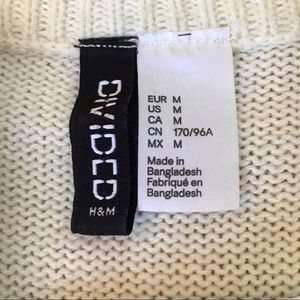 DIVIDED
H&M
EUR M
US M
CA M
CN 170/96A
MX M
Made in
Bangladesh
Fabriqué en
Bangladesh